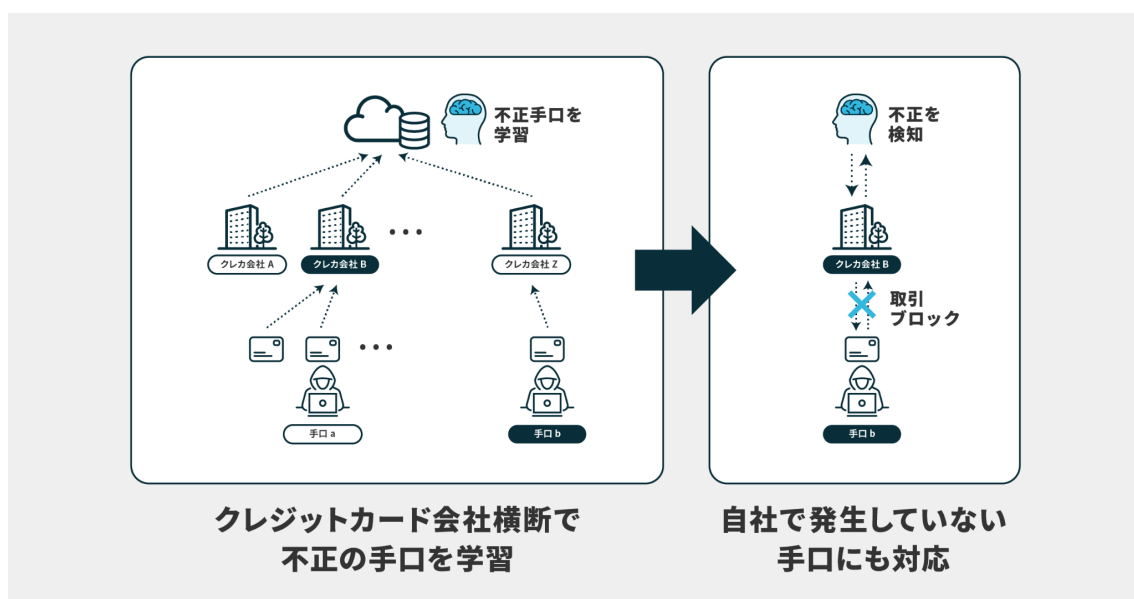 不正手口を
学習
クレカ会社 A
クレカ会社 B
・・・
クレカ会社 Z
・・・
手口 a
手口 b
クレジットカード会社横断で
不正の手口を学習
不正を
検知
クレカ会社 B
取引
ブロック
手口 b
自社で発生していない
手口にも対応